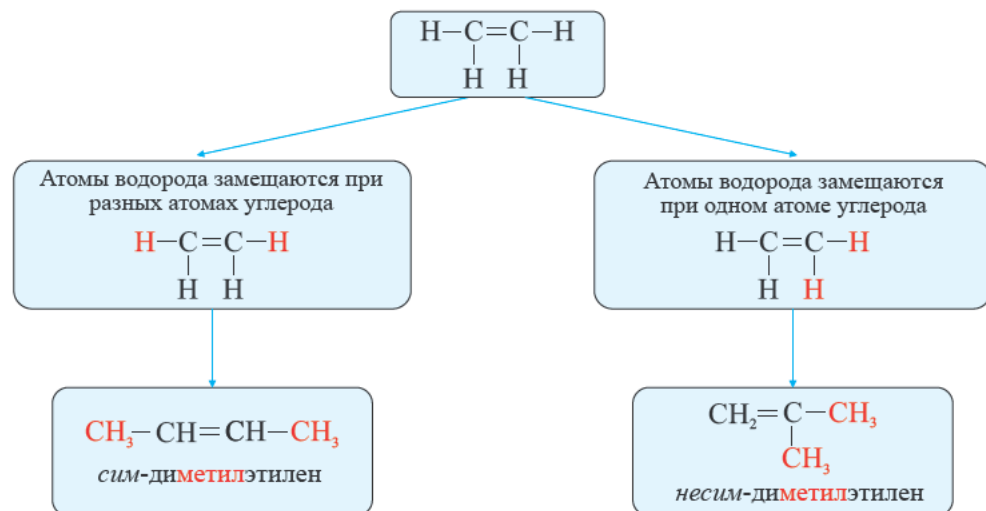 H–C=C–H
H H
Атомы водорода замещаются при
разных атомах углерода
H–C=C–H
H H
Атомы водорода замещаются
при одном атоме углерода
H–C=C–H
H H
CH₃–CH=CH–CH₃
сим-диметилэтилен
CH₂=C–CH₃
CH₃
несим-диметилэтилен